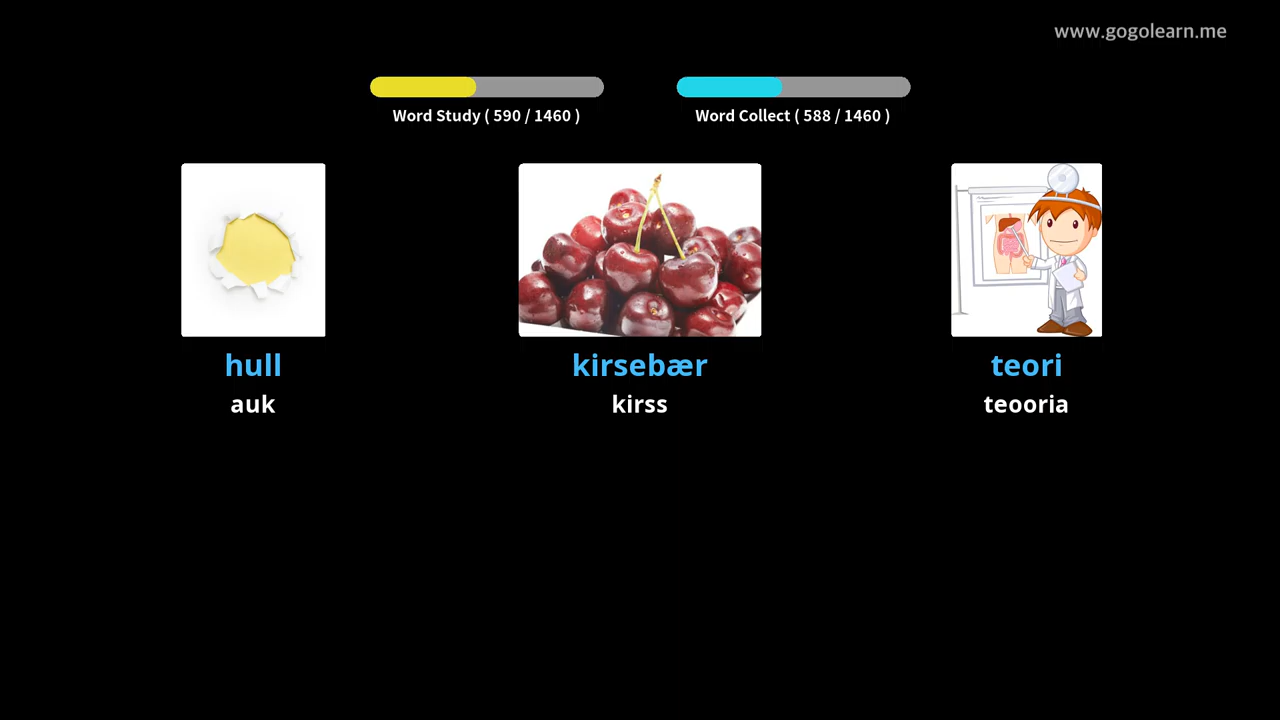 www.gogolearn.me
Word Study ( 590 / 1460 )
Word Collect ( 588 / 1460 )
hull
kirsebær
teori
auk
kirss
teooria